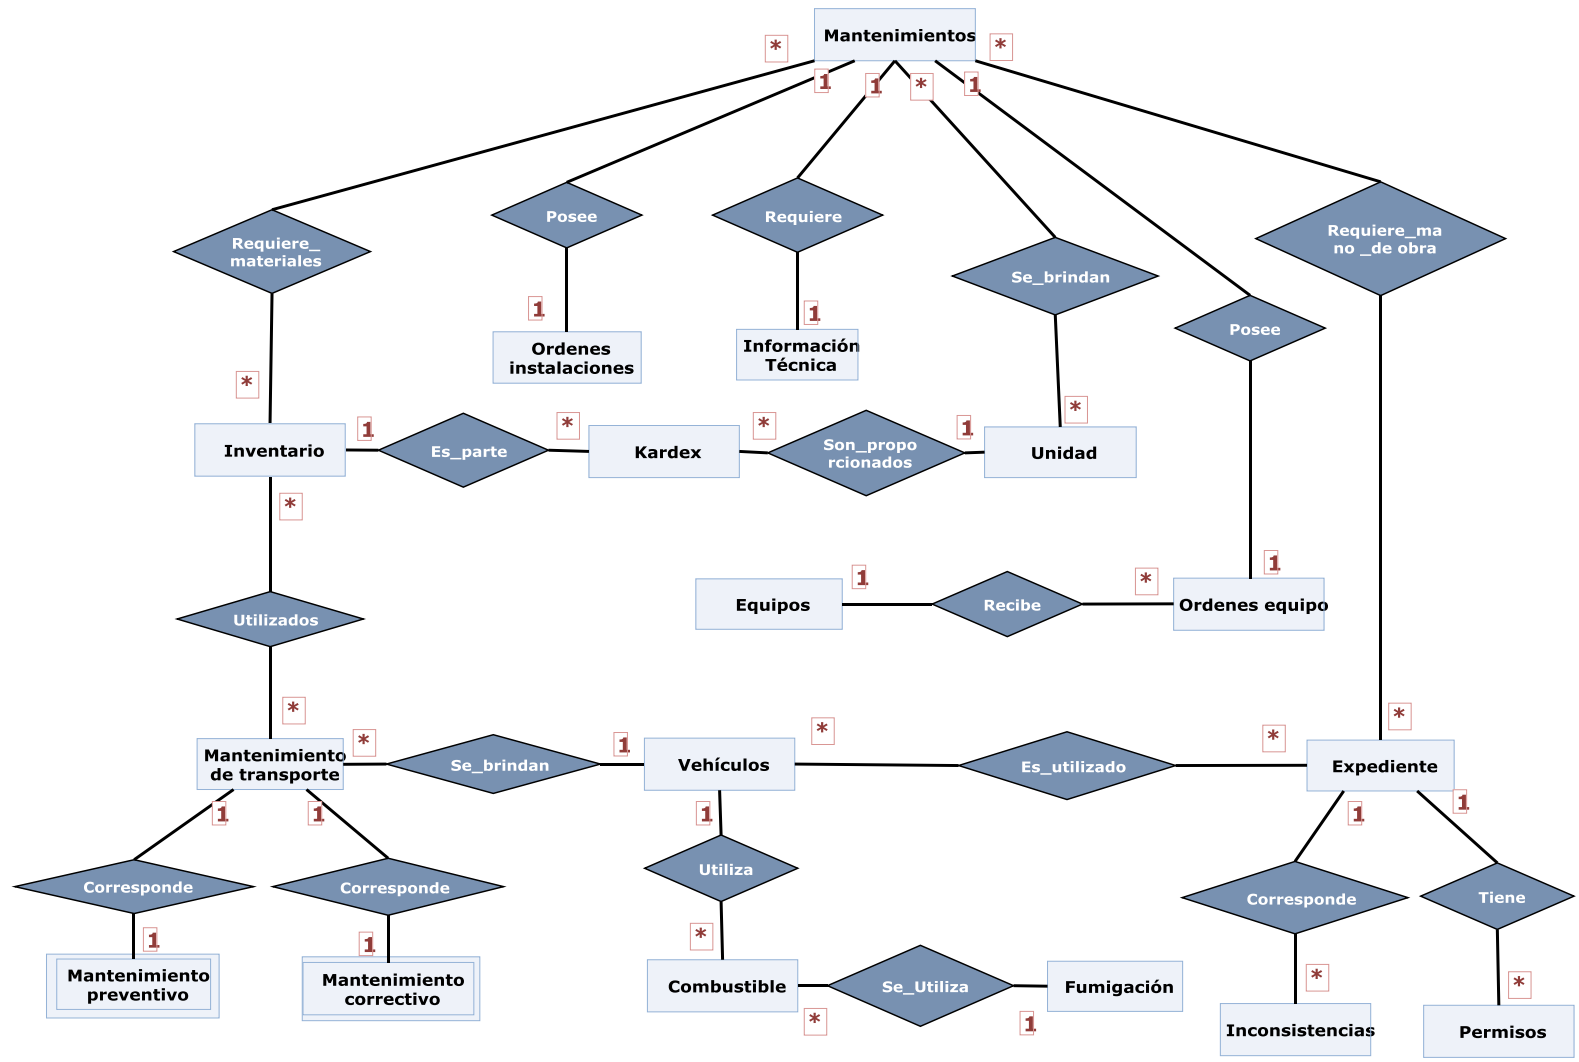 Mantenimientos
*
*
1
1
*
1
Requiere_
materiales
Posee
Requiere
Se_brindan
Requiere_ma
no _de obra
Posee
1
1
Ordenes
instalaciones
Información
Técnica
*
*
Inventario
1
Es_parte
*
Kardex
*
Son_propo
rcionados
1
Unidad
*
1
Equipos
1
Recibe
*
Ordenes equipo
Utilizados
*
*
Mantenimiento
de transporte
*
Se_brindan
1
Vehículos
*
Es_utilizado
*
Expediente
1
1
1
1
1
Corresponde
Corresponde
Utiliza
Corresponde
Tiene
1
1
*
*
*
Mantenimiento
preventivo
Mantenimiento
correctivo
Combustible
*
Se_Utiliza
1
Fumigación
Inconsistencias
Permisos